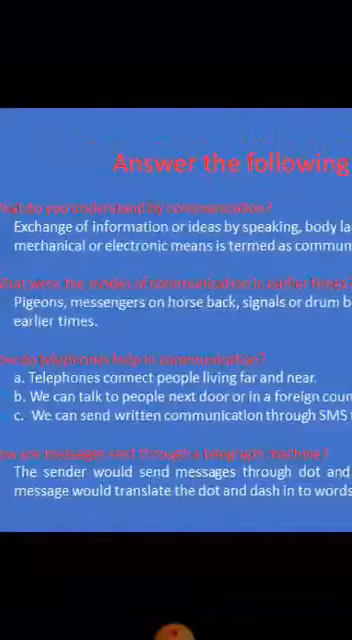 Answer the following
What do you understand by communication?
Exchange of information or ideas by speaking, body la
mechanical or electronic means is termed as commun
What were the modes of communication in earlier times?
Pigeons, messengers on horse back, signals or drum b
earlier times.
How do telephones help in communication?
a. Telephones connect people living far and near.
b. We can talk to people next door or in a foreign coun
c. We can send written communication through SMS
How are messages sent through a telegraph machine?
The sender would send messages through dot and
message would translate the dot and dash in to words